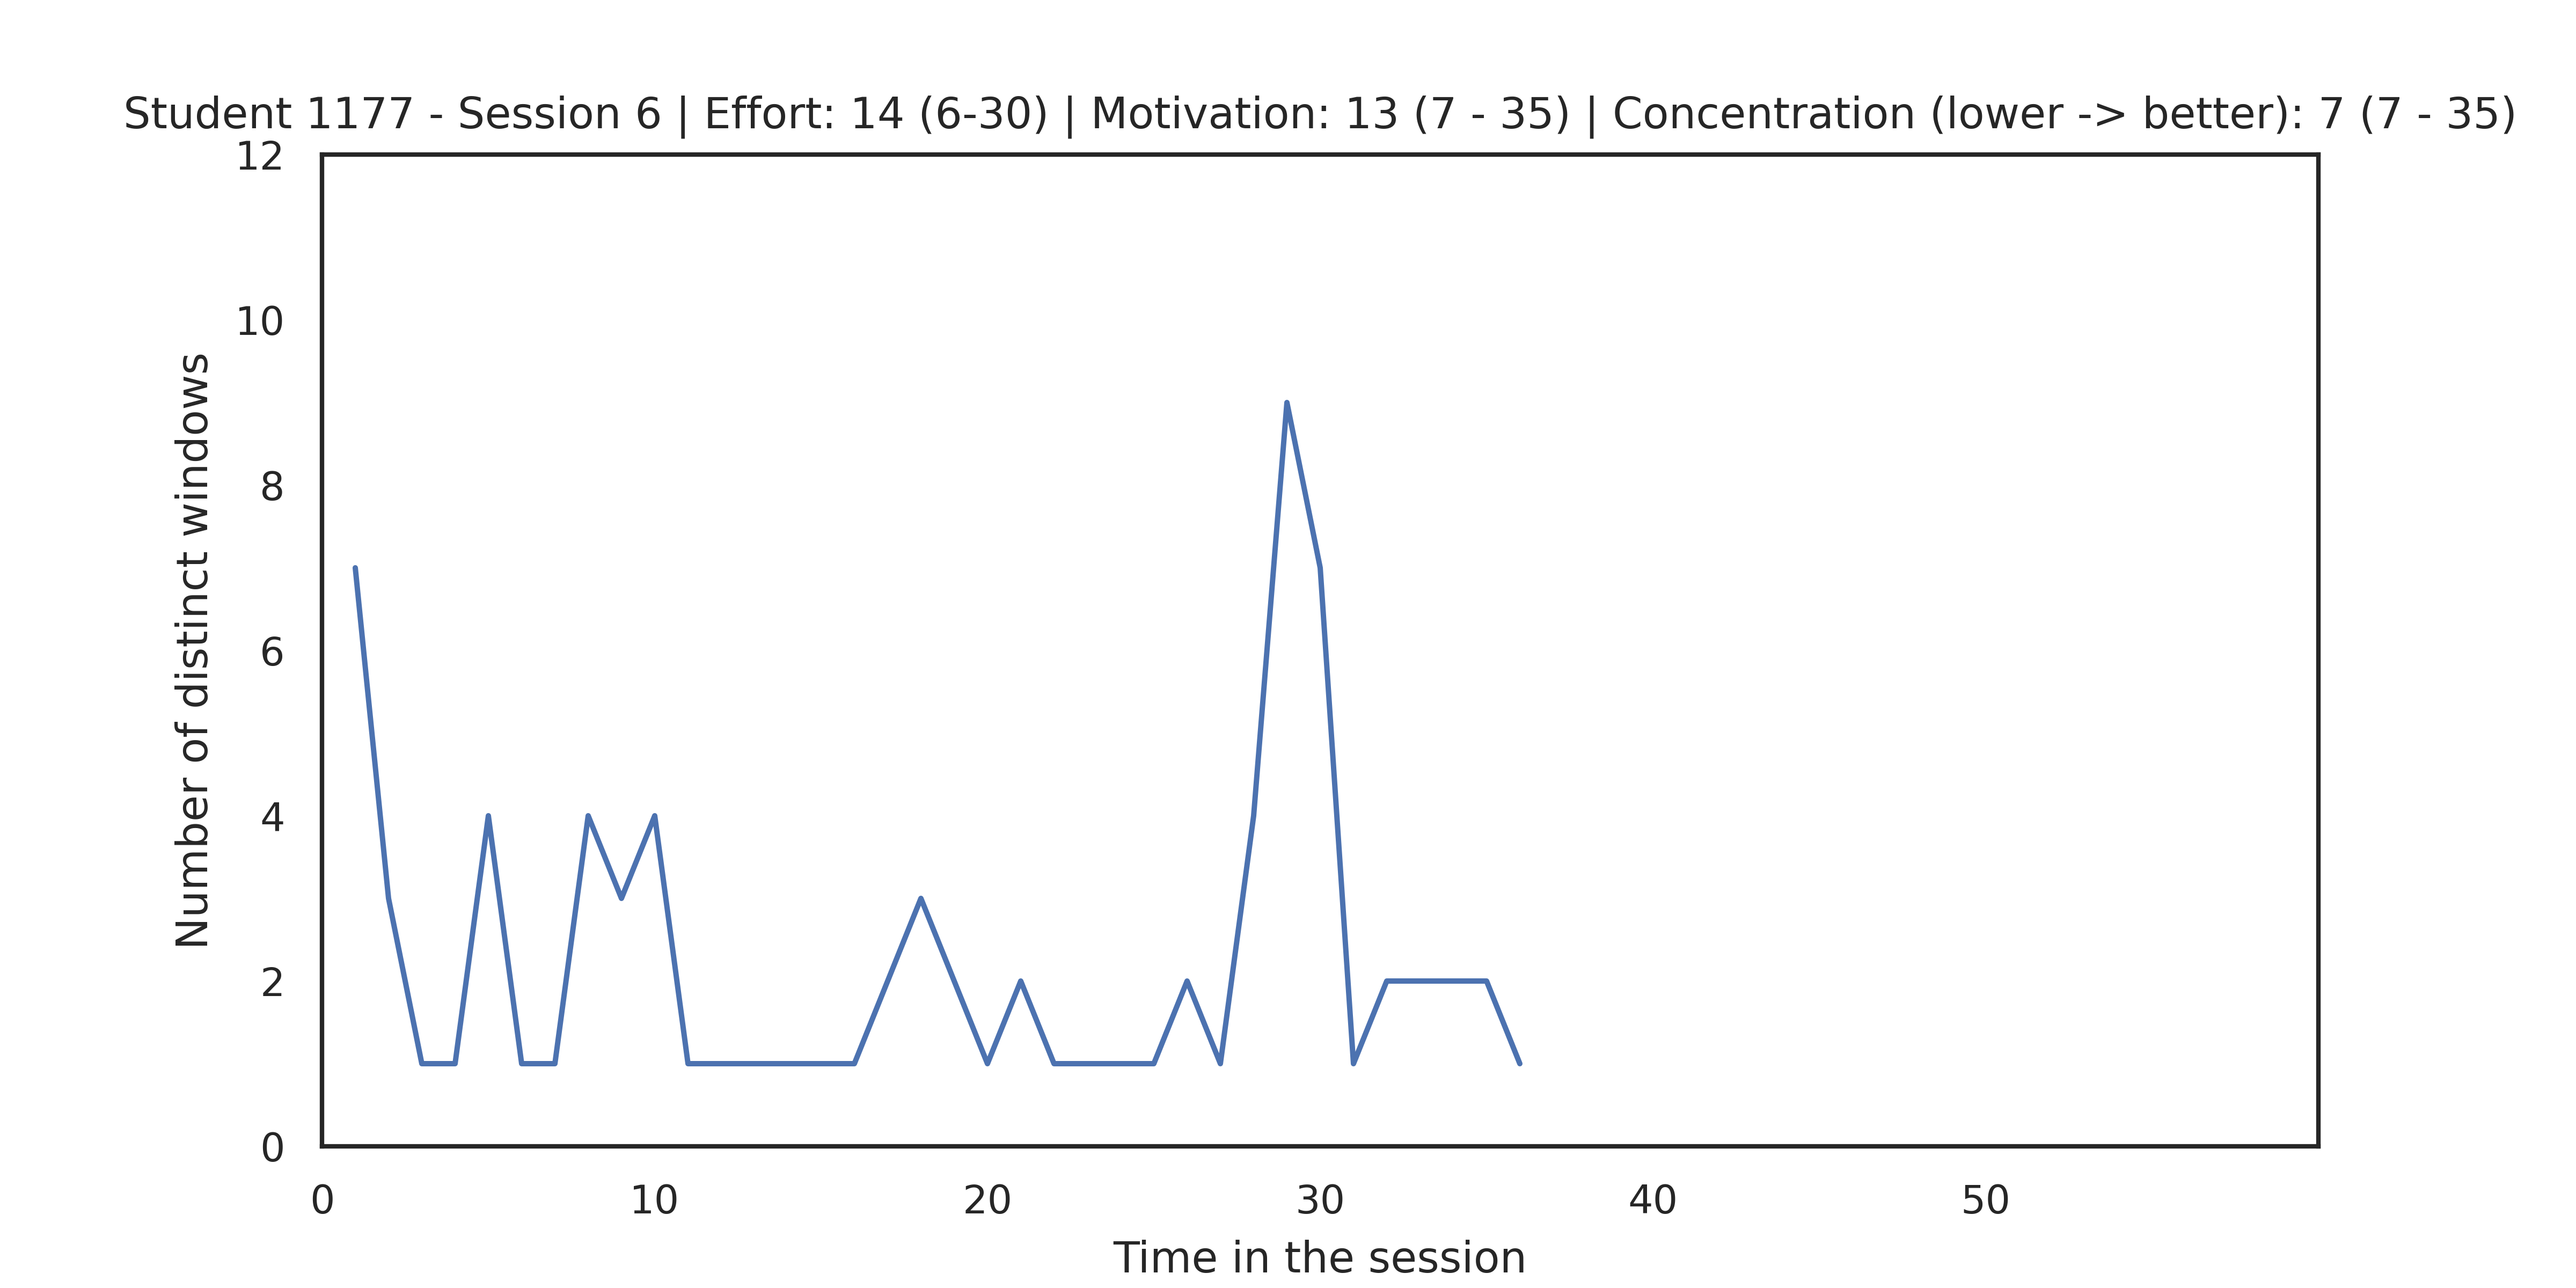 Student 1177 - Session 6 | Effort: 14 (6-30) | Motivation: 13 (7 - 35) | Concentration (lower -> better): 7 (7 - 35)
12
10
8
6
4
2
0
Number of distinct windows
0 10 20 30 40 50
Time in the session